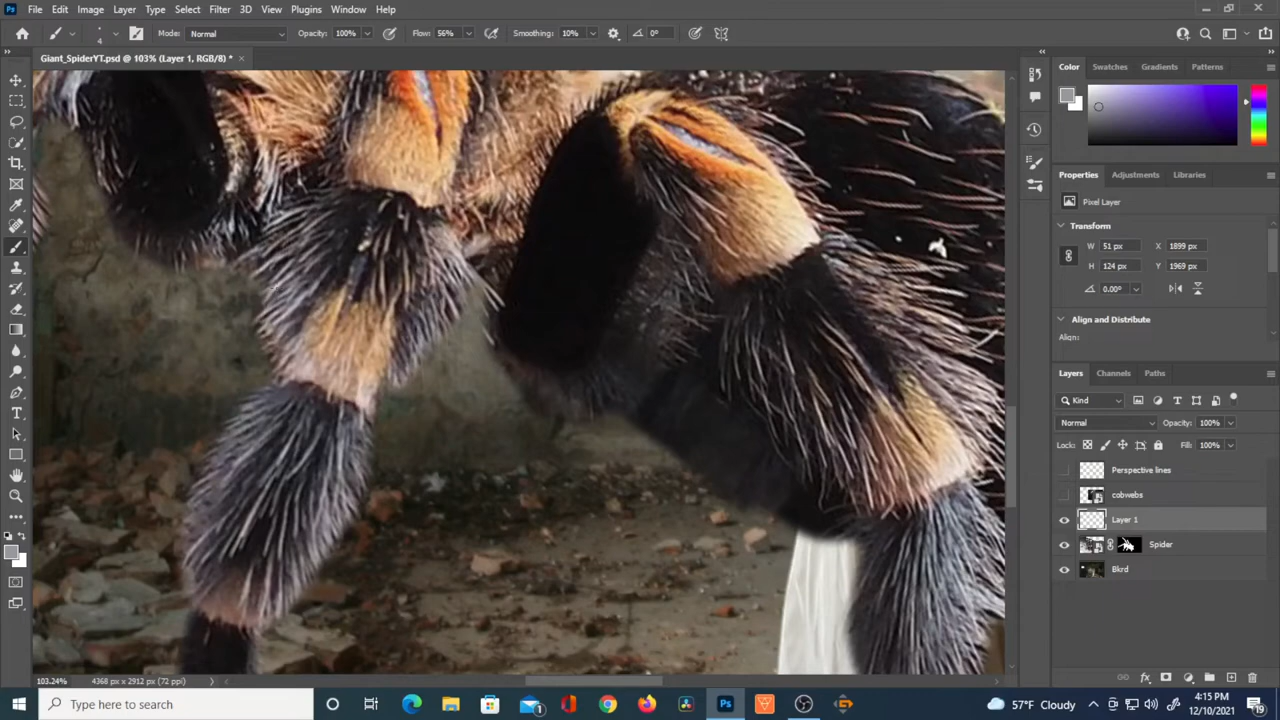 File Edit Image Layer Type Select Filter 3D View Plugins Window Help
4 Mode: Normal Opacity: 100% Flow: 56% Smoothing: 10% 0°
Giant_SpiderYT.psd @ 103% (Layer 1, RGB/8) *
Color Swatches Gradients Patterns
Properties Adjustments Libraries
Pixel Layer
Transform
W 51 px X 1899 px
H 124 px Y 1969 px
0.00°
Align and Distribute
Align:
Layers Channels Paths
Kind
Normal Opacity: 100%
Lock: Fill: 100%
Perspective lines
cobwebs
Layer 1
Spider
Bkrd
103.24% 4368 px x 2912 px (72 ppi)
Type here to search
57°F Cloudy
4:15 PM
12/10/2021